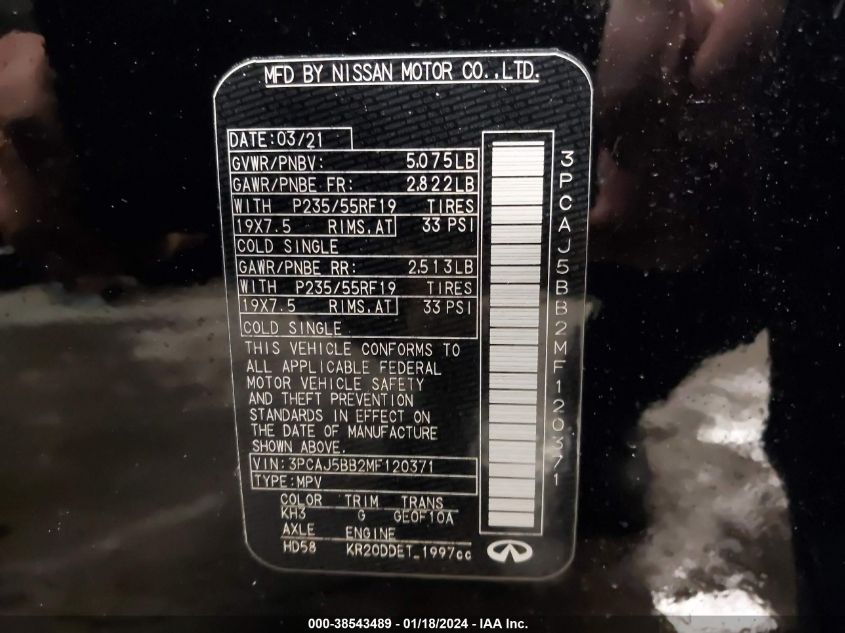 MFD BY NISSAN MOTOR CO.,LTD.
DATE:03/21
GVWR/PNBV: 5,075LB
GAWR/PNBE FR: 2,822LB
WITH P235/55RF19 TIRES
19X7.5 RIMS,AT 33 PSI
COLD SINGLE
GAWR/PNBE RR: 2,513LB
WITH P235/55RF19 TIRES
19X7.5 RIMS,AT 33 PSI
COLD SINGLE
THIS VEHICLE CONFORMS TO
ALL APPLICABLE FEDERAL
MOTOR VEHICLE SAFETY
AND THEFT PREVENTION
STANDARDS IN EFFECT ON
THE DATE OF MANUFACTURE
SHOWN ABOVE.
VIN:3PCAJ5BB2MF120371
TYPE:MPV
COLOR TRIM TRANS
KH3 G GE0F10A
AXLE ENGINE
HD58 KR20DDET_1997cc
3PCAJ5BB2MF120371
000-38543489 - 01/18/2024 - IAA Inc.